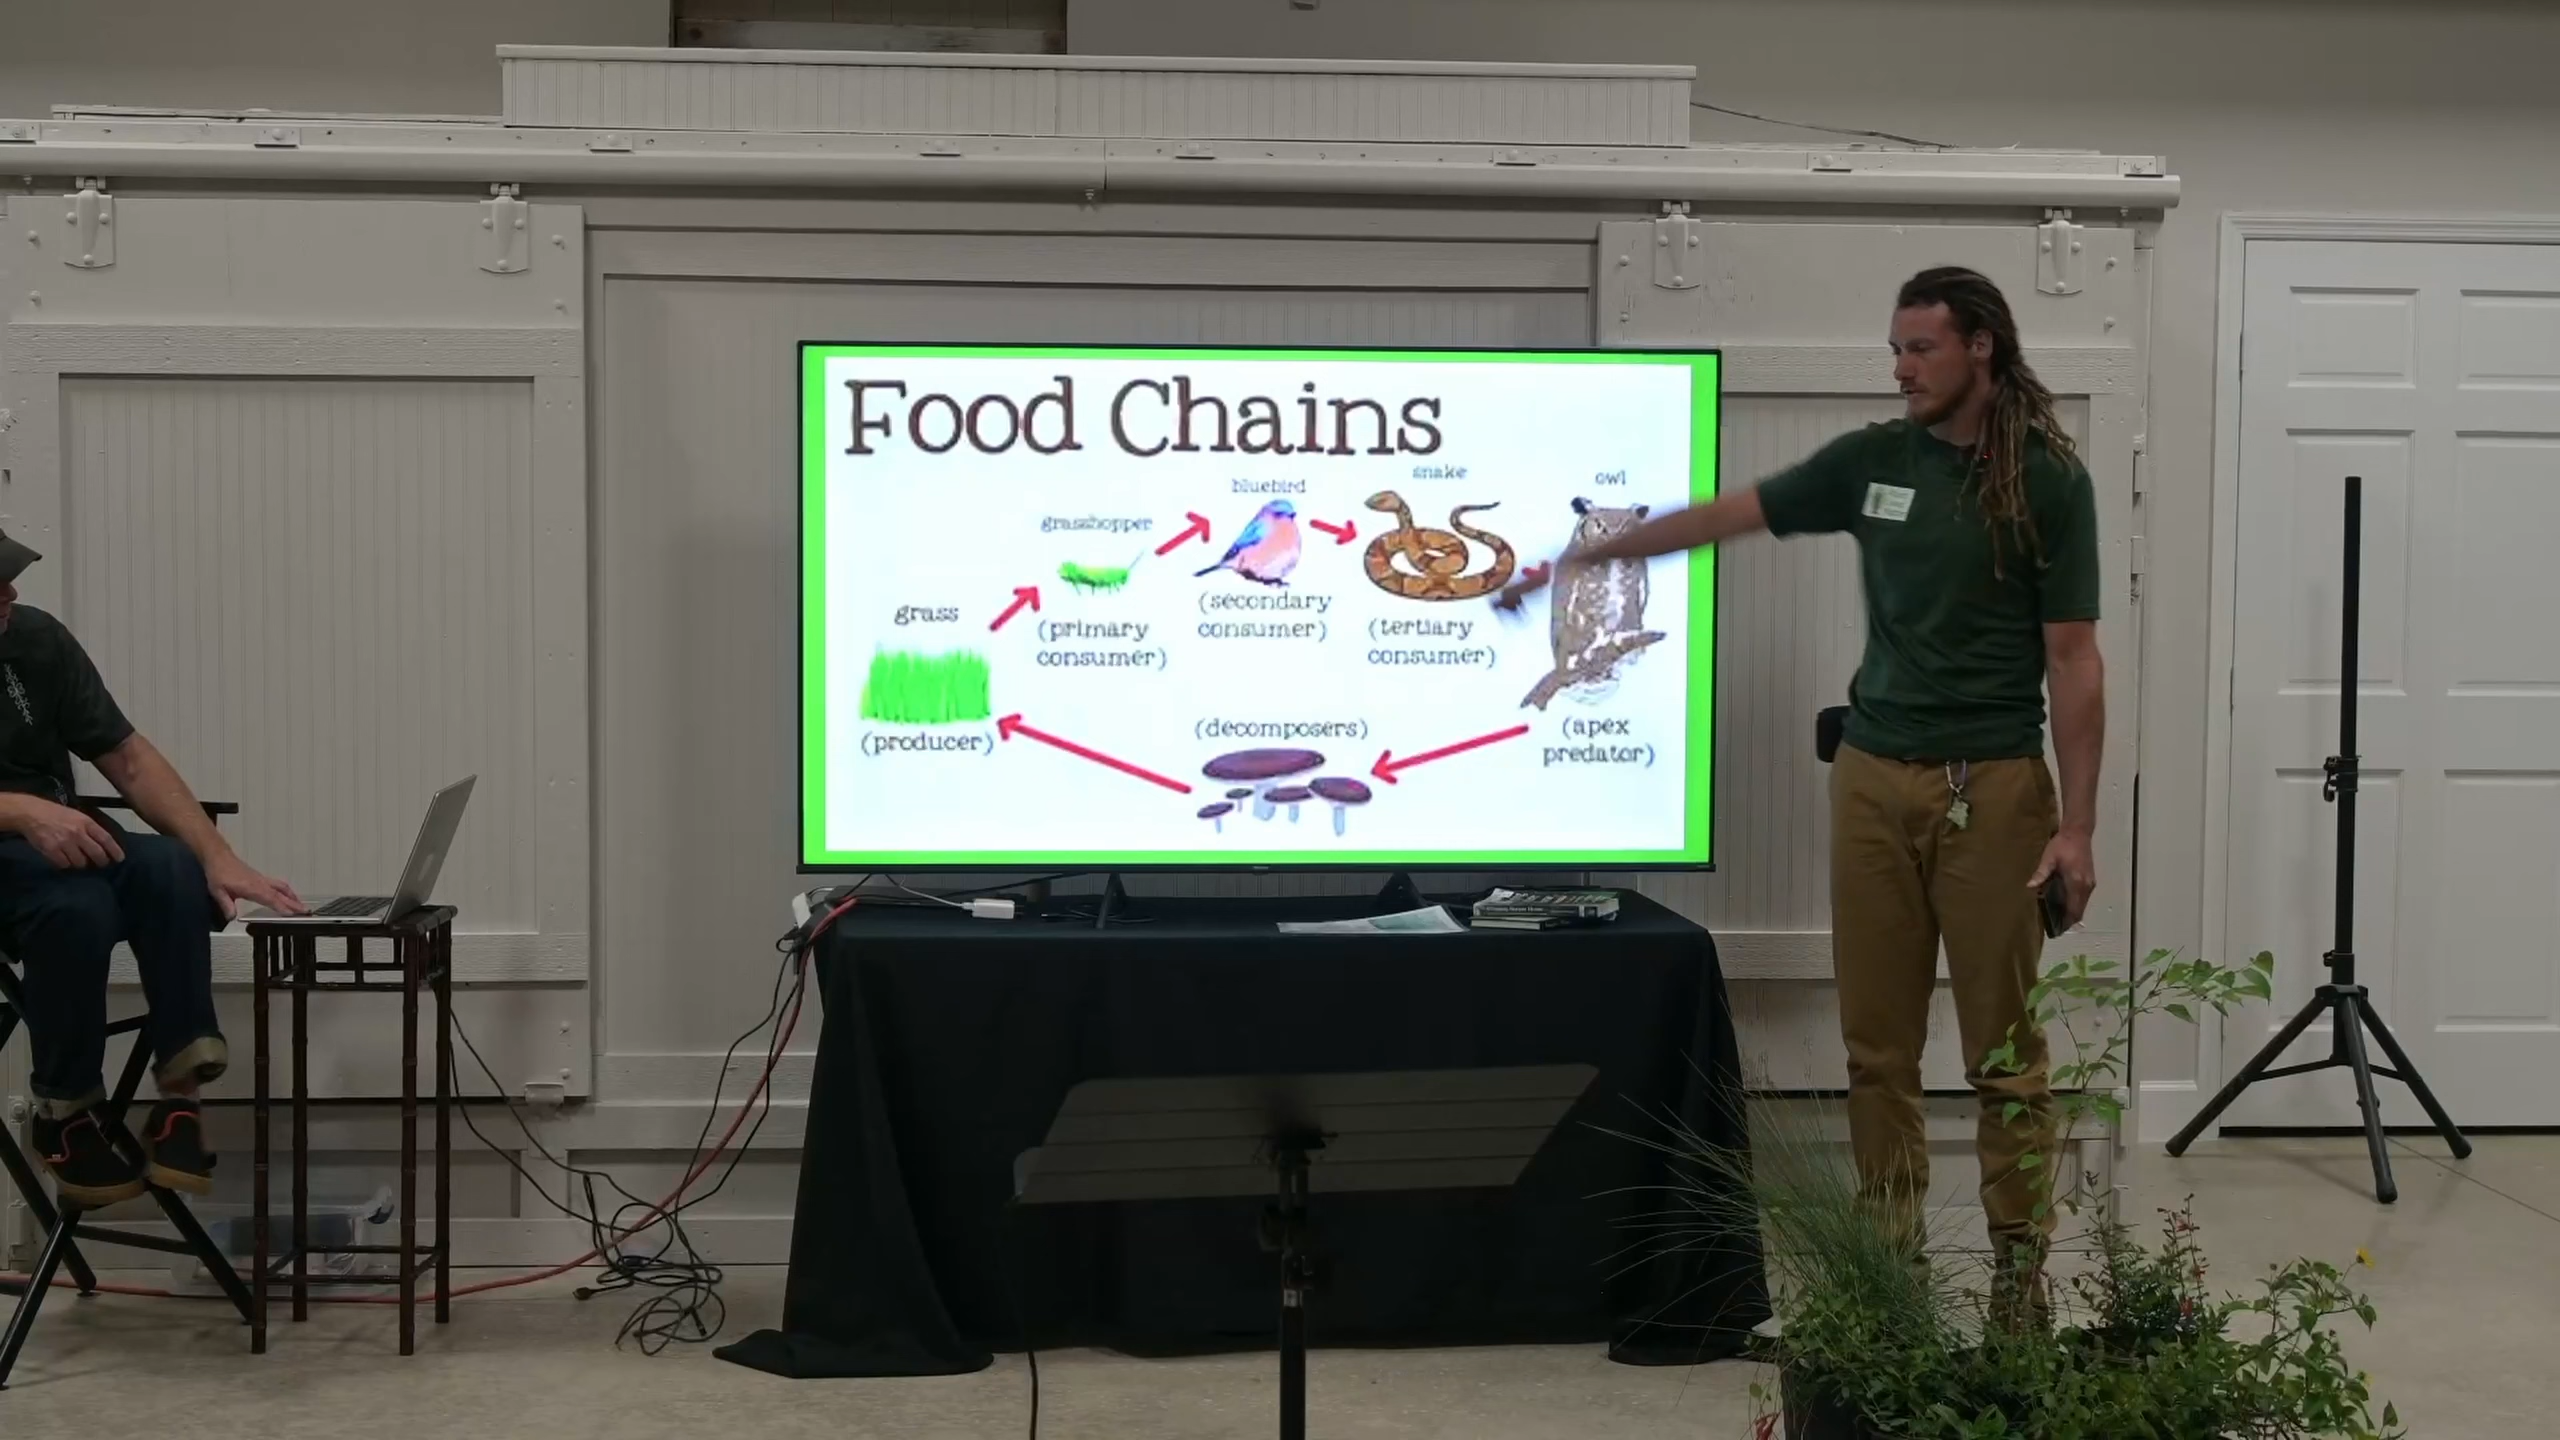 Food Chains
grass
(producer)
grasshopper
(primary
consumer)
bluebird
(secondary
consumer)
snake
(tertiary
consumer)
owl
(apex
predator)
(decomposers)